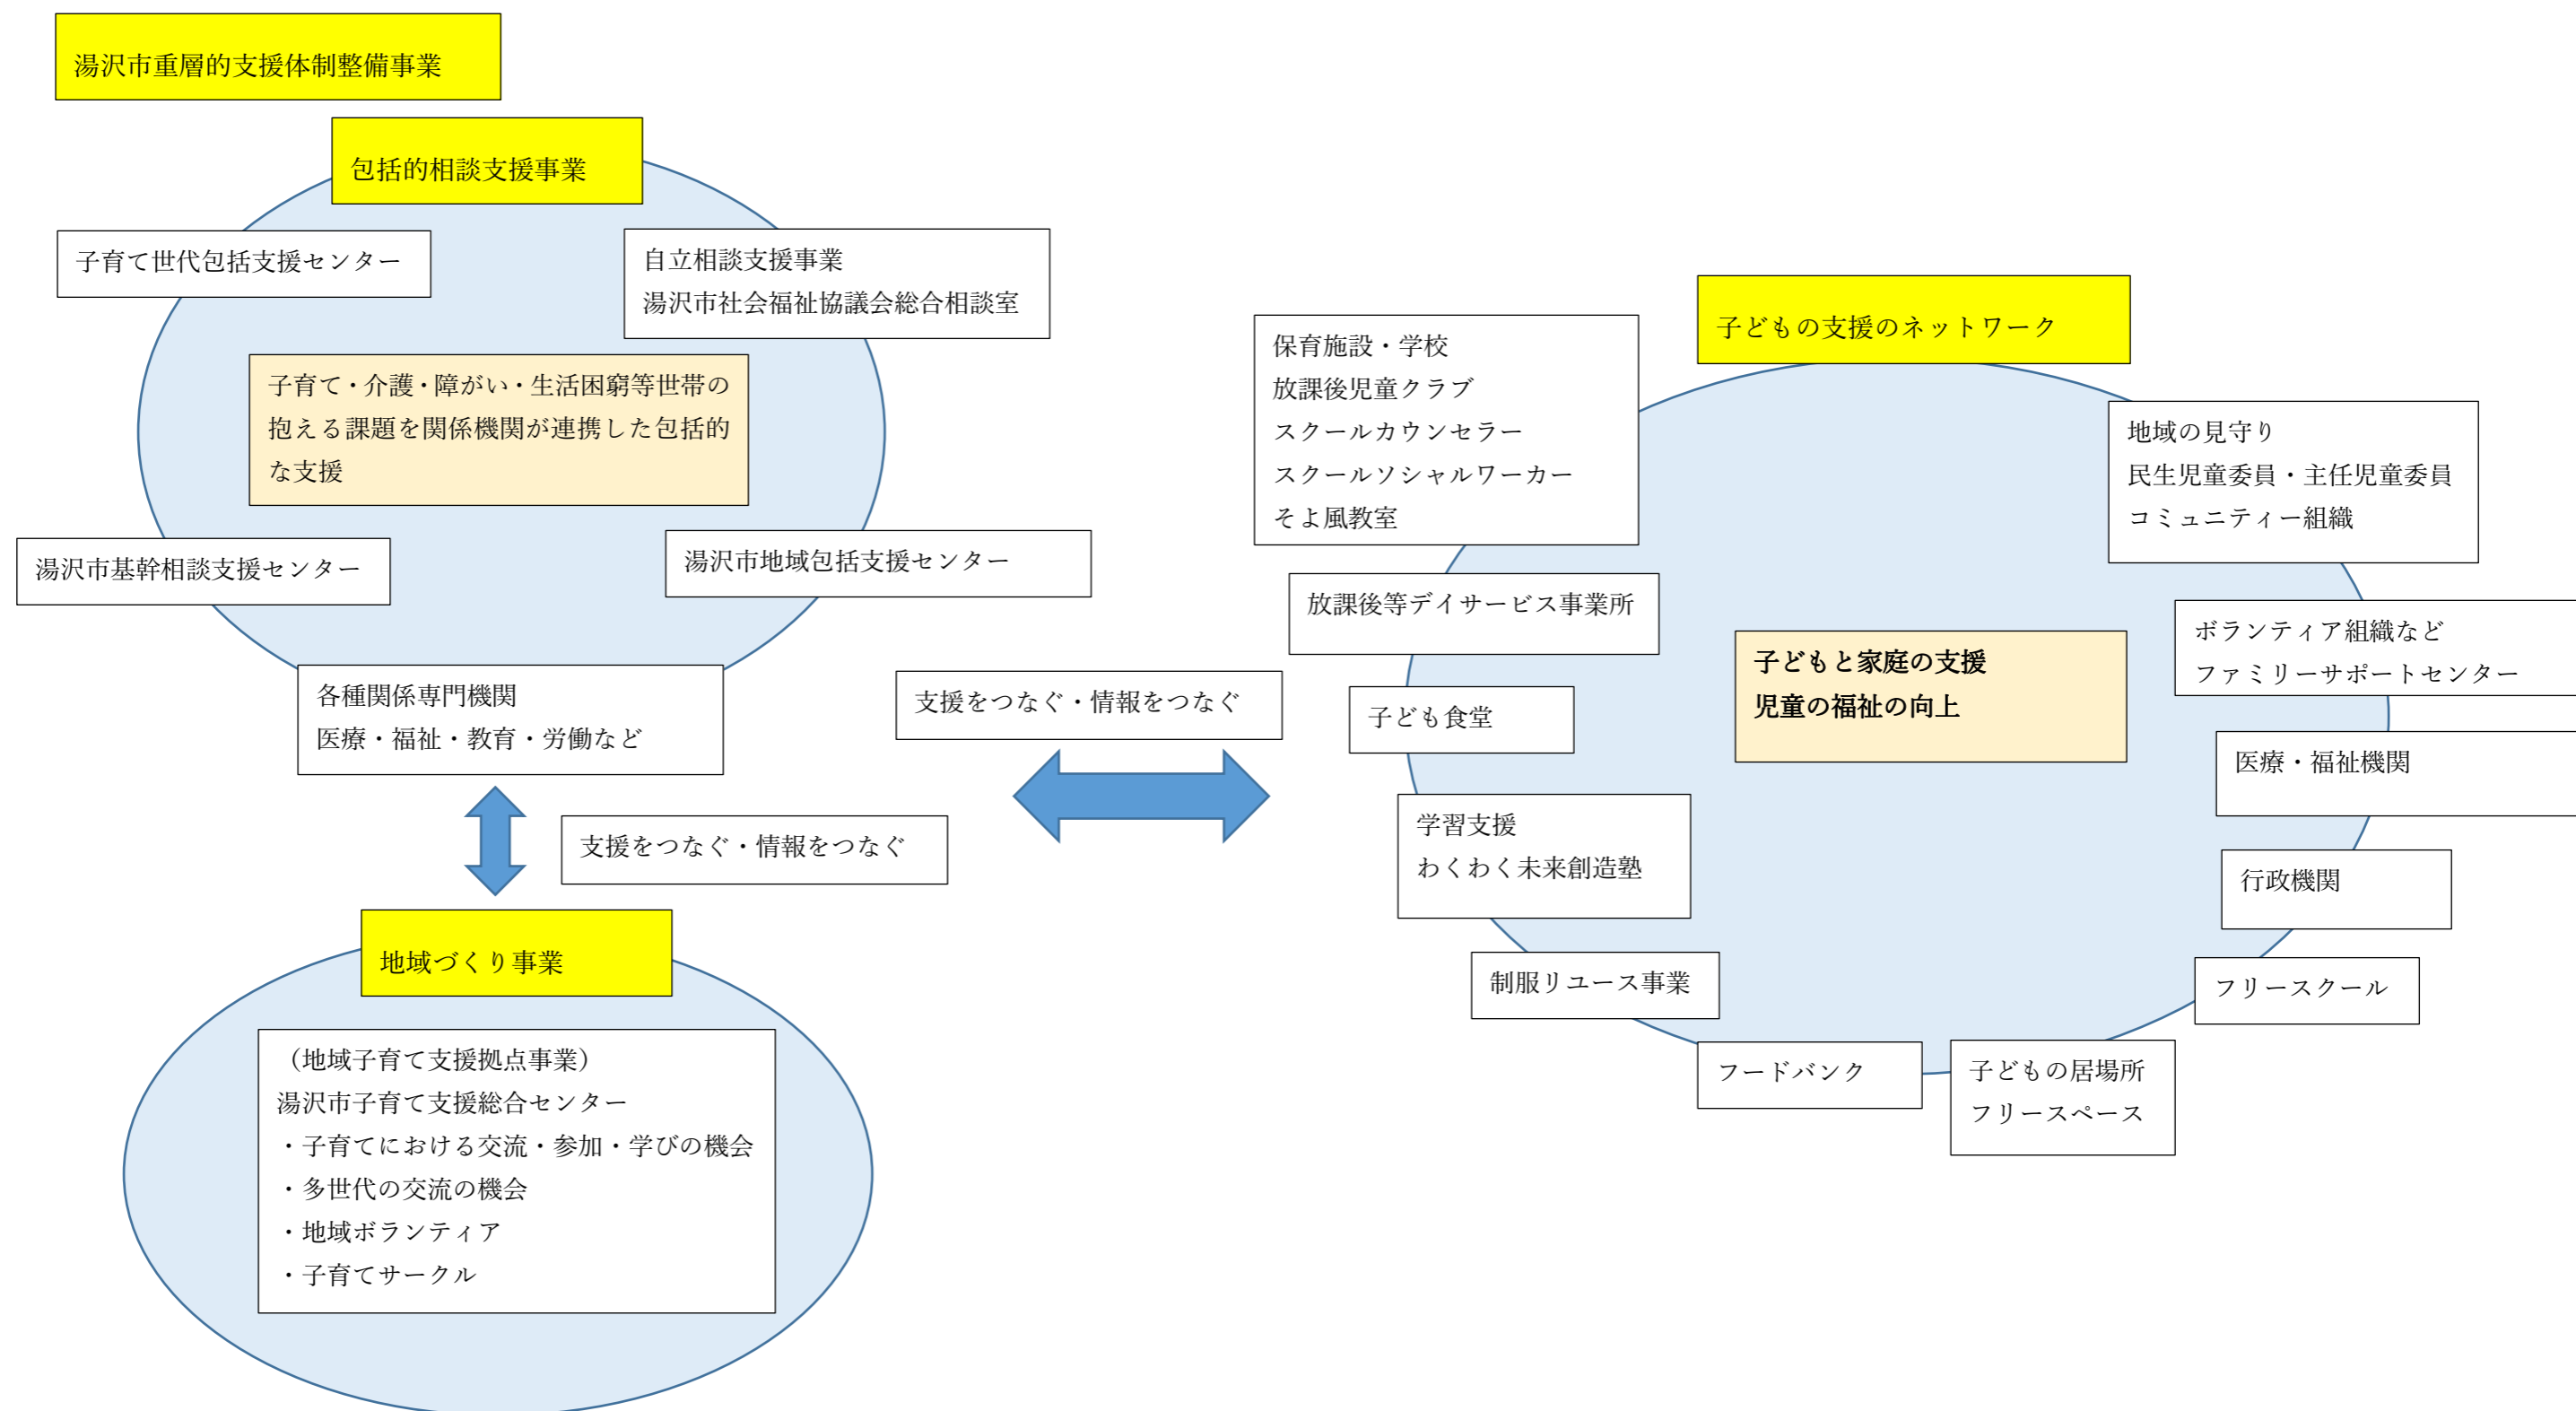 湯沢市重層的支援体制整備事業
包括的相談支援事業
子育て世代包括支援センター
自立相談支援事業
湯沢市社会福祉協議会総合相談室
子育て・介護・障がい・生活困窮等世帯の
抱える課題を関係機関が連携した包括的
な支援
湯沢市基幹相談支援センター
湯沢市地域包括支援センター
各種関係専門機関
医療・福祉・教育・労働など
支援をつなぐ・情報をつなぐ
支援をつなぐ・情報をつなぐ
地域づくり事業
（地域子育て支援拠点事業）
湯沢市子育て支援総合センター
・子育てにおける交流・参加・学びの機会
・多世代の交流の機会
・地域ボランティア
・子育てサークル
子どもの支援のネットワーク
保育施設・学校
放課後児童クラブ
スクールカウンセラー
スクールソシャルワーカー
そよ風教室
地域の見守り
民生児童委員・主任児童委員
コミュニティー組織
放課後等デイサービス事業所
ボランティア組織など
ファミリーサポートセンター
子どもと家庭の支援
児童の福祉の向上
子ども食堂
医療・福祉機関
学習支援
わくわく未来創造塾
行政機関
制服リユース事業
フリースクール
フードバンク
子どもの居場所
フリースペース